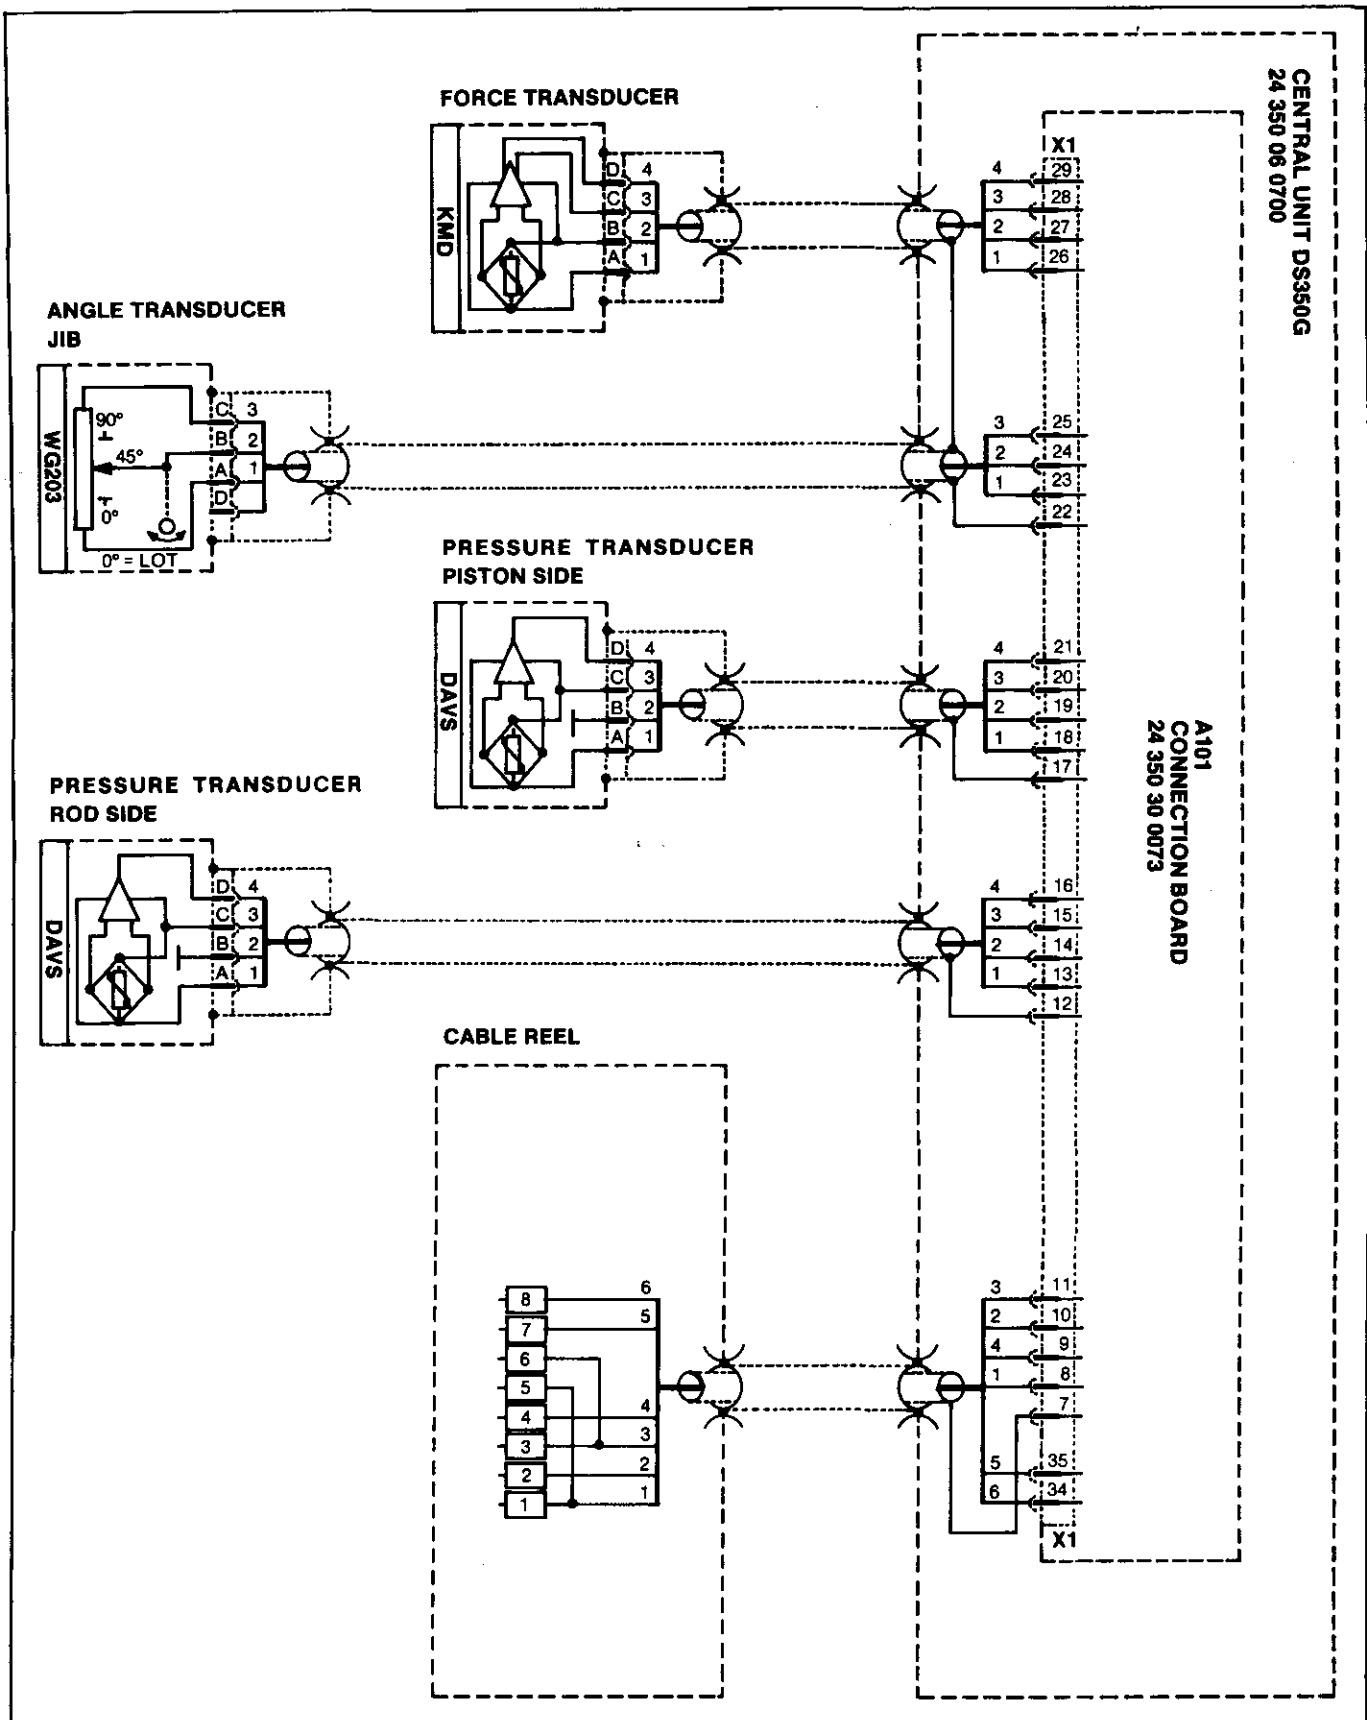 CENTRAL UNIT DS350G
24 350 06 0700
FORCE TRANSDUCER
KMD
D 4
C 3
B 2
A 1
X1
4 29
3 28
2 27
1 26
ANGLE TRANSDUCER
JIB
WG203
90°
45°
0°
0° = LOT
C 3
B 2
A 1
D
3 25
2 24
1 23
22
PRESSURE TRANSDUCER
PISTON SIDE
DAVS
D 4
C 3
B 2
A 1
4 21
3 20
2 19
1 18
17
A101
CONNECTION BOARD
24 350 30 0073
PRESSURE TRANSDUCER
ROD SIDE
DAVS
D 4
C 3
B 2
A 1
4 16
3 15
2 14
1 13
12
CABLE REEL
8 6
7 5
6
5
4 4
3 3
2 2
1 1
3 11
2 10
4 9
1 8
7
5 35
6 34
X1